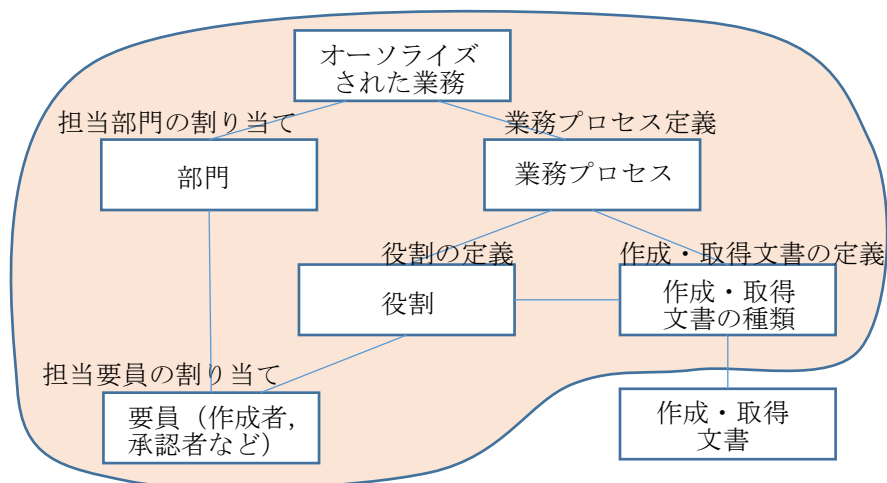 オーソライズ
された業務
担当部門の割り当て
業務プロセス定義
部門
業務プロセス
役割の定義
作成・取得文書の定義
役割
作成・取得
文書の種類
担当要員の割り当て
要員（作成者，
承認者など）
作成・取得
文書